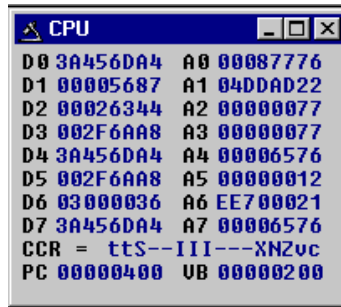 CPU
D0 3A456DA4 A0 00087776
D1 00005687 A1 04DDAD22
D2 00026344 A2 00000077
D3 002F6AA8 A3 00000077
D4 3A456DA4 A4 00006576
D5 002F6AA8 A5 00000012
D6 03000036 A6 EE700021
D7 3A456DA4 A7 00006576
CCR = ttS--III---XNZvc
PC 00000400 VB 00000200